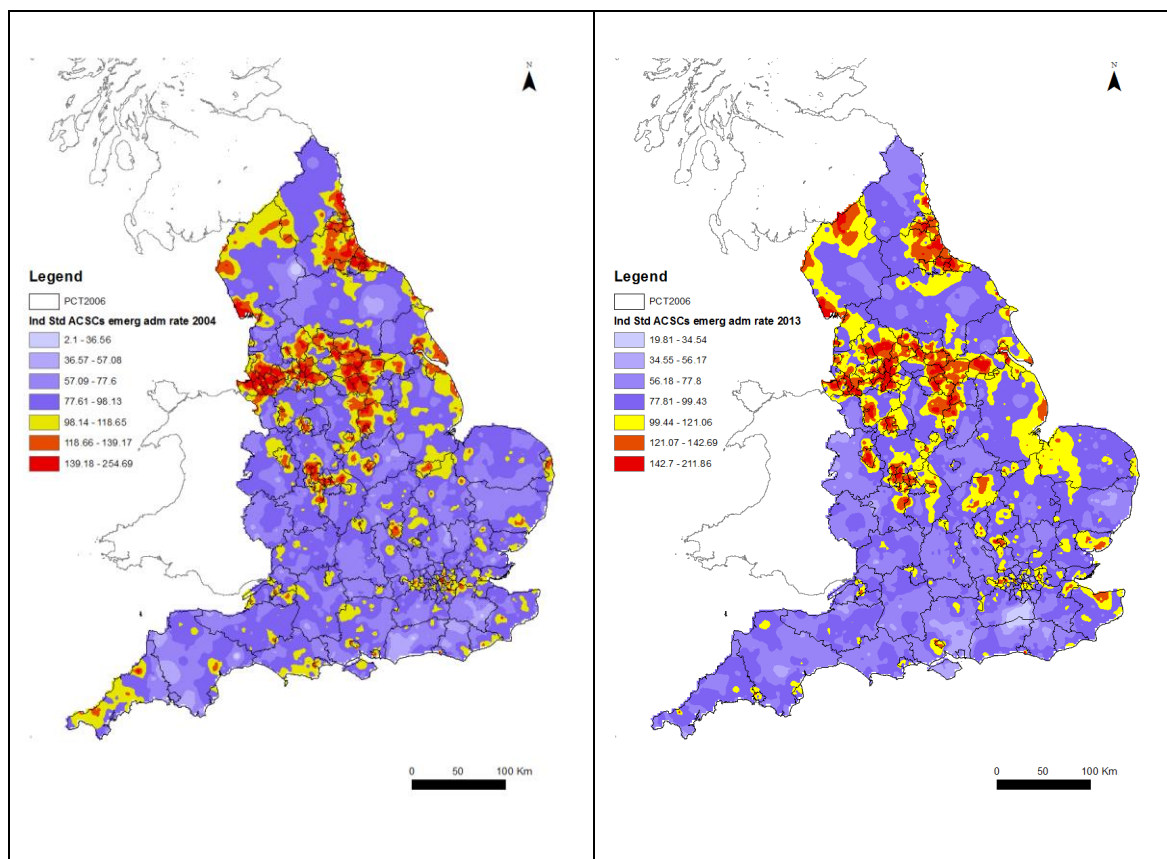 N
Legend
PCT2006
Ind Std ACSCs emerg adm rate 2004
2.1 - 36.56
36.57 - 57.08
57.09 - 77.6
77.61 - 98.13
98.14 - 118.65
118.66 - 139.17
139.18 - 254.69
0 50 100 Km
N
Legend
PCT2006
Ind Std ACSCs emerg adm rate 2013
19.81 - 34.54
34.55 - 56.17
56.18 - 77.8
77.81 - 99.43
99.44 - 121.06
121.07 - 142.69
142.7 - 211.86
0 50 100 Km